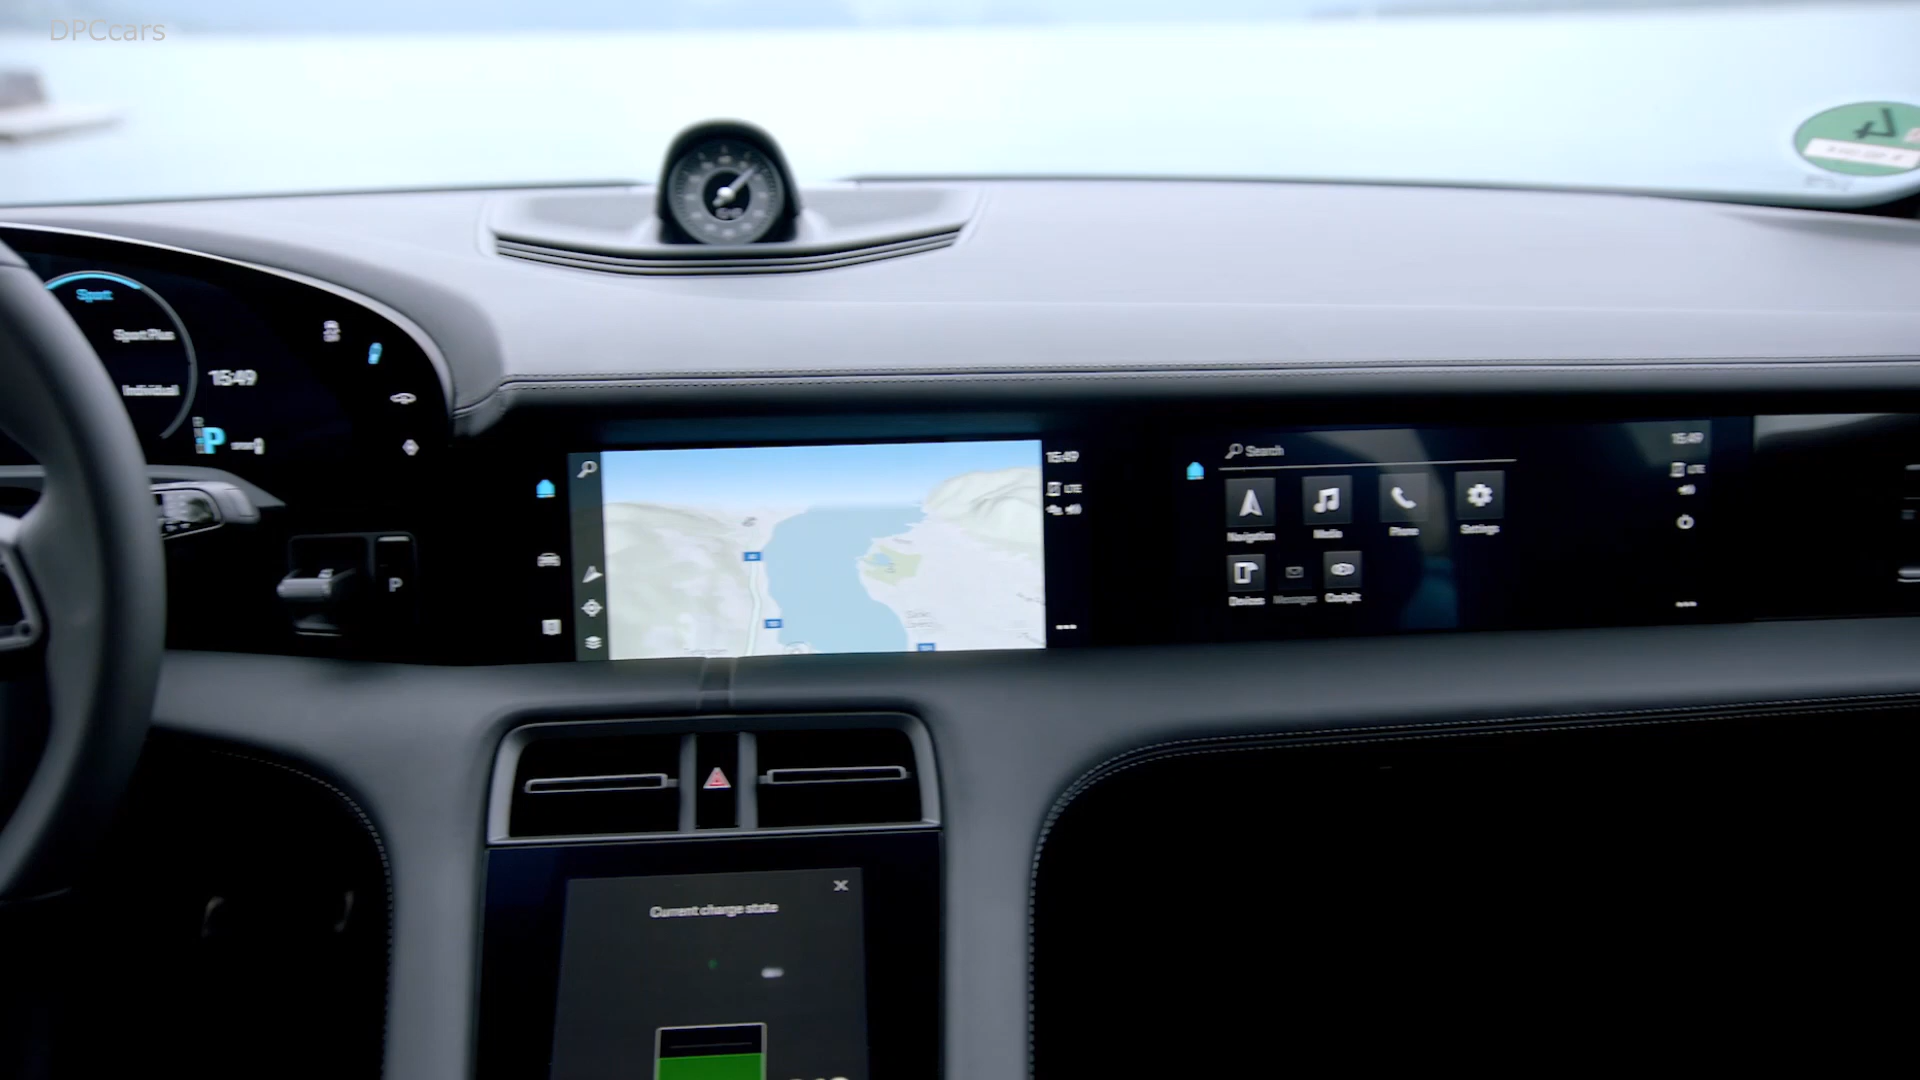 DPCcars
Sport
Sport Plus
Individual
15:49
P
P
15:49
LTE
Search
Navigation
Media
Phone
Settings
Devices
Messages
Cockpit
15:49
LTE
Current charge state